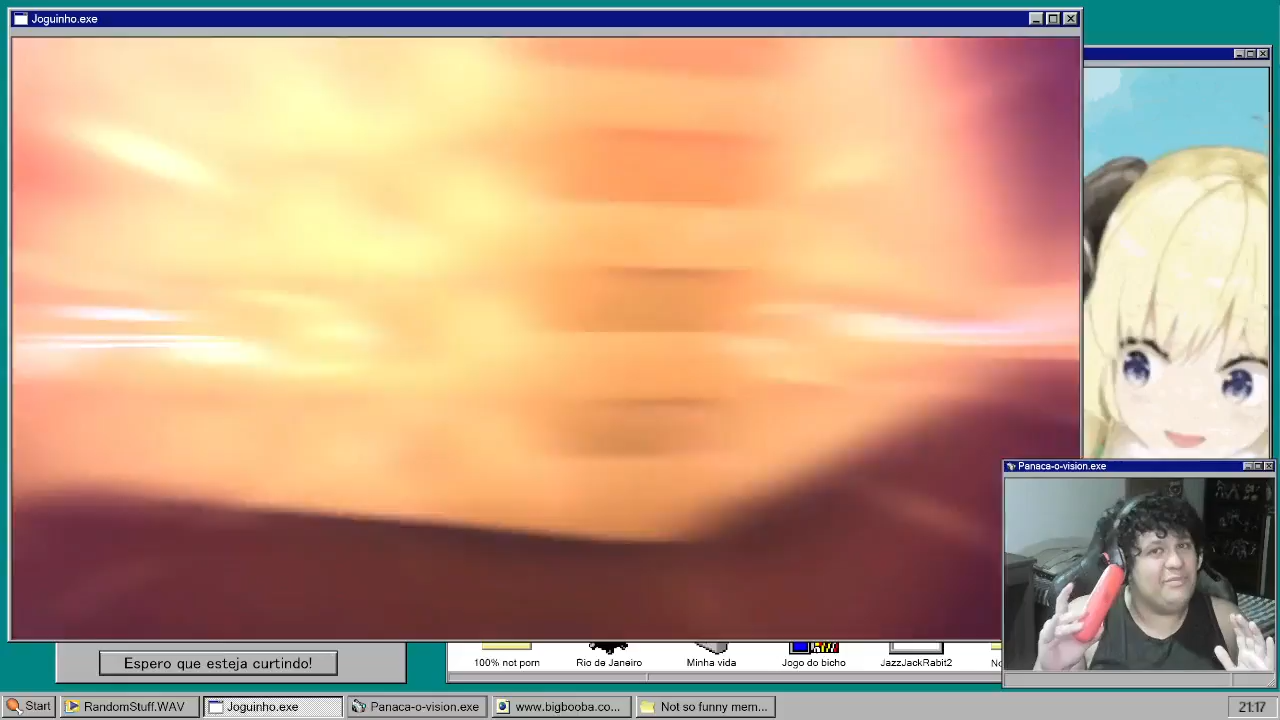 Joguinho.exe
Panaca-o-vision.exe
Espero que esteja curtindo!
100% not porn
Rio de Janeiro
Minha vida
Jogo do bicho
JazzJackRabit2
Start
RandomStuff.WAV
Joguinho.exe
Panaca-o-vision.exe
www.bigbooba.co...
Not so funny mem...
21:17